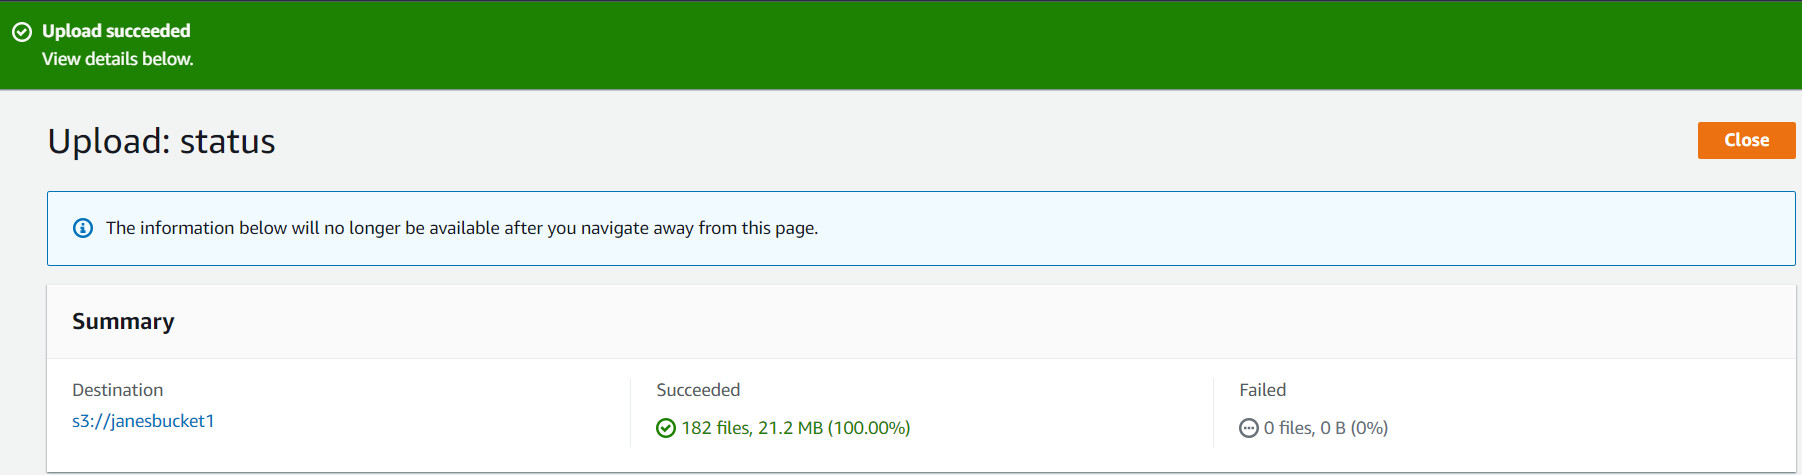 Upload succeeded
View details below.
Upload: status
Close
The information below will no longer be available after you navigate away from this page.
Summary
Destination
s3://janesbucket1
Succeeded
182 files, 21.2 MB (100.00%)
Failed
0 files, 0 B (0%)